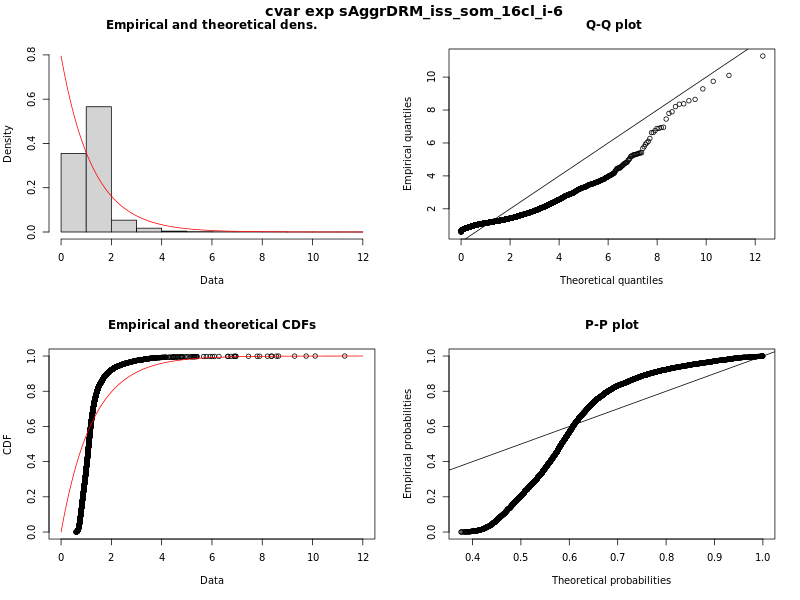 cvar exp sAggrDRM_iss_som_16cl_i-6
Empirical and theoretical dens.
Density
0.0 0.2 0.4 0.6 0.8
0 2 4 6 8 10 12
Data
Q-Q plot
Empirical quantiles
2 4 6 8 10
0 2 4 6 8 10 12
Theoretical quantiles
Empirical and theoretical CDFs
CDF
0.0 0.2 0.4 0.6 0.8 1.0
0 2 4 6 8 10 12
Data
P-P plot
Empirical probabilities
0.0 0.2 0.4 0.6 0.8 1.0
0.4 0.5 0.6 0.7 0.8 0.9 1.0
Theoretical probabilities